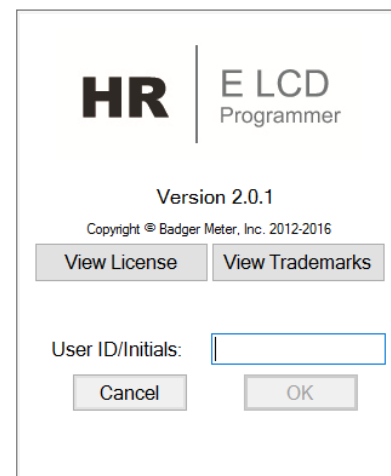 HR
E LCD
Programmer
Version 2.0.1
Copyright © Badger Meter, Inc. 2012-2016
View License
View Trademarks
User ID/Initials:
Cancel
OK